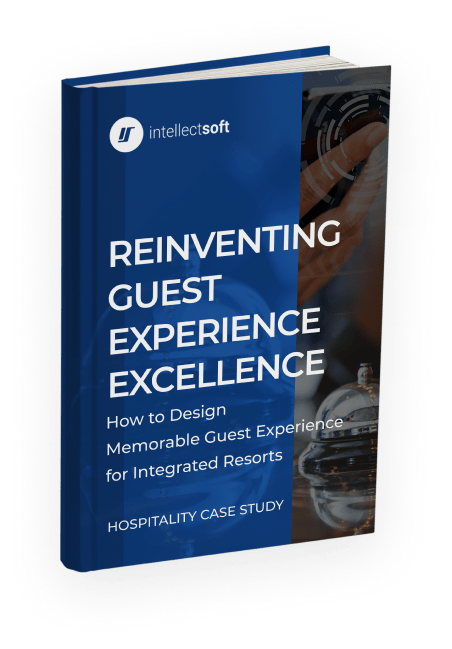 intellectsoft
REINVENTING
GUEST
EXPERIENCE
EXCELLENCE
How to Design
Memorable Guest Experience
for Integrated Resorts
HOSPITALITY CASE STUDY